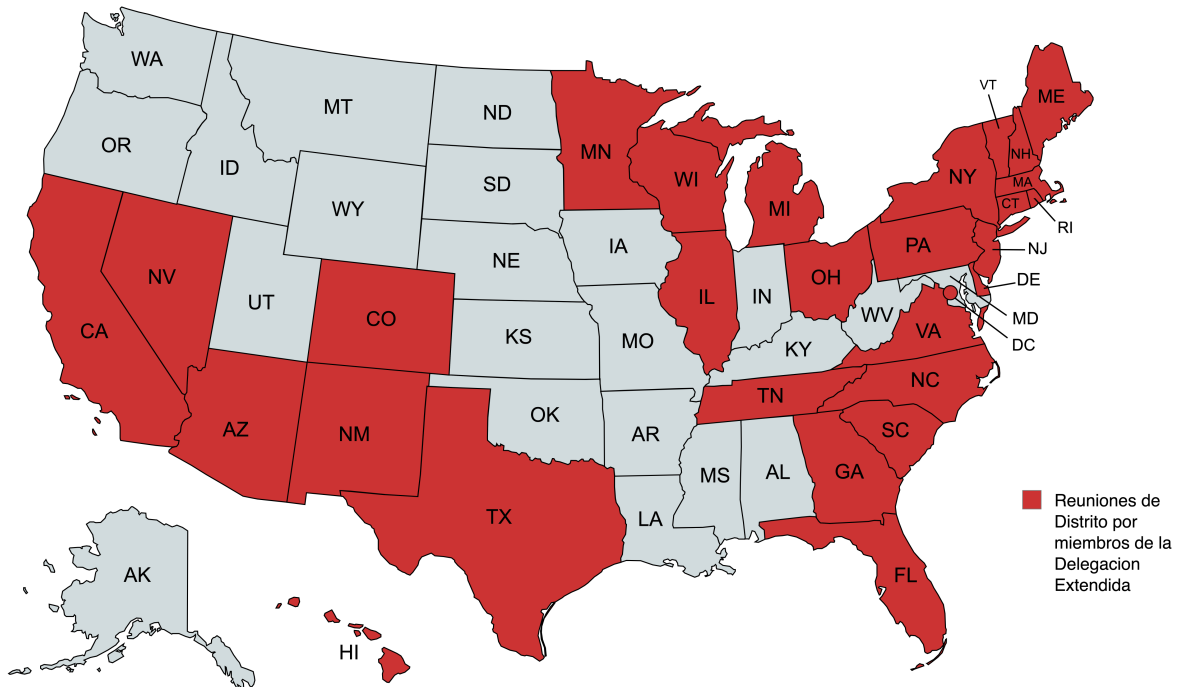 WA
OR
ID
MT
ND
SD
WY
NE
MN
WI
MI
IA
NV
UT
CO
CA
KS
MO
IL
IN
OH
KY
WV
VA
PA
NY
VT
NH
ME
MA
CT
RI
NJ
DE
MD
DC
AZ
NM
OK
AR
TN
NC
SC
MS
AL
GA
LA
TX
FL
AK
HI
Reuniones de
Distrito por
miembros de la
Delegacion
Extendida